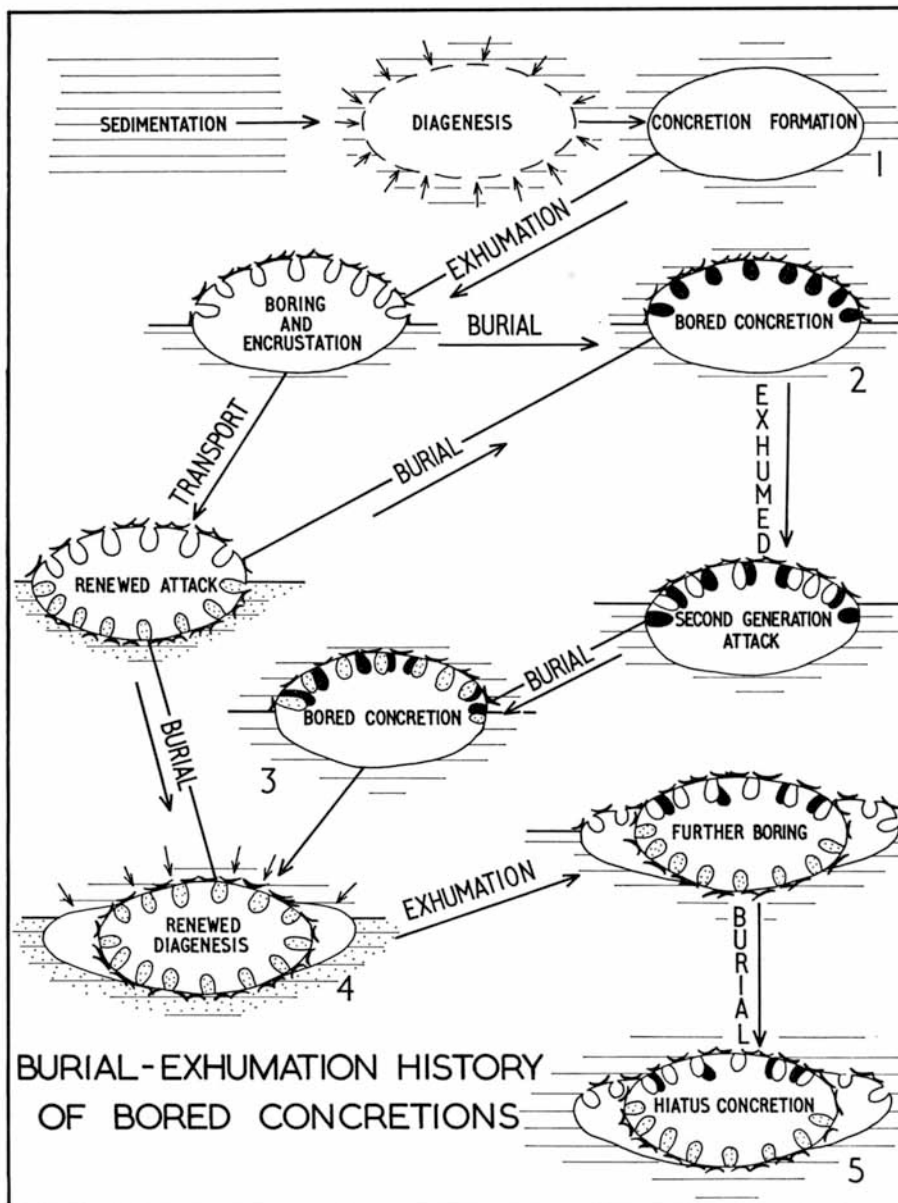 SEDIMENTATION
DIAGENESIS
CONCRETION FORMATION
1
EXHUMATION
BORING
AND
ENCRUSTATION
BURIAL
BORED CONCRETION
2
TRANSPORT
BURIAL
EXHUMED
RENEWED ATTACK
SECOND GENERATION
ATTACK
BURIAL
BORED CONCRETION
3
BURIAL
FURTHER BORING
RENEWED
DIAGENESIS
4
EXHUMATION
BURIAL
BURIAL-EXHUMATION HISTORY
OF BORED CONCRETIONS
HIATUS CONCRETION
5